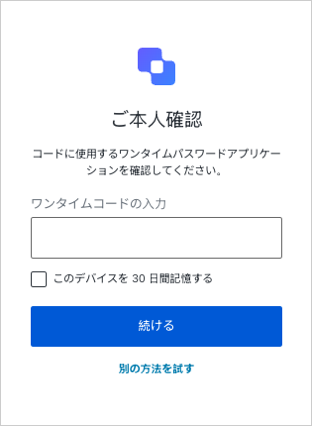 ご本人確認
コードに使用するワンタイムパスワードアプリケー
ションを確認してください。
ワンタイムコードの入力
このデバイスを 30 日間記憶する
続ける
別の方法を試す